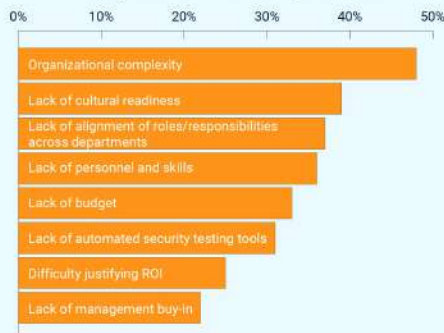 0% 10% 20% 30% 40% 50%
Organizational complexity
Lack of cultural readiness
Lack of alignment of roles/responsibilities
across departments
Lack of personnel and skills
Lack of budget
Lack of automated security testing tools
Difficulty justifying ROI
Lack of management buy-in